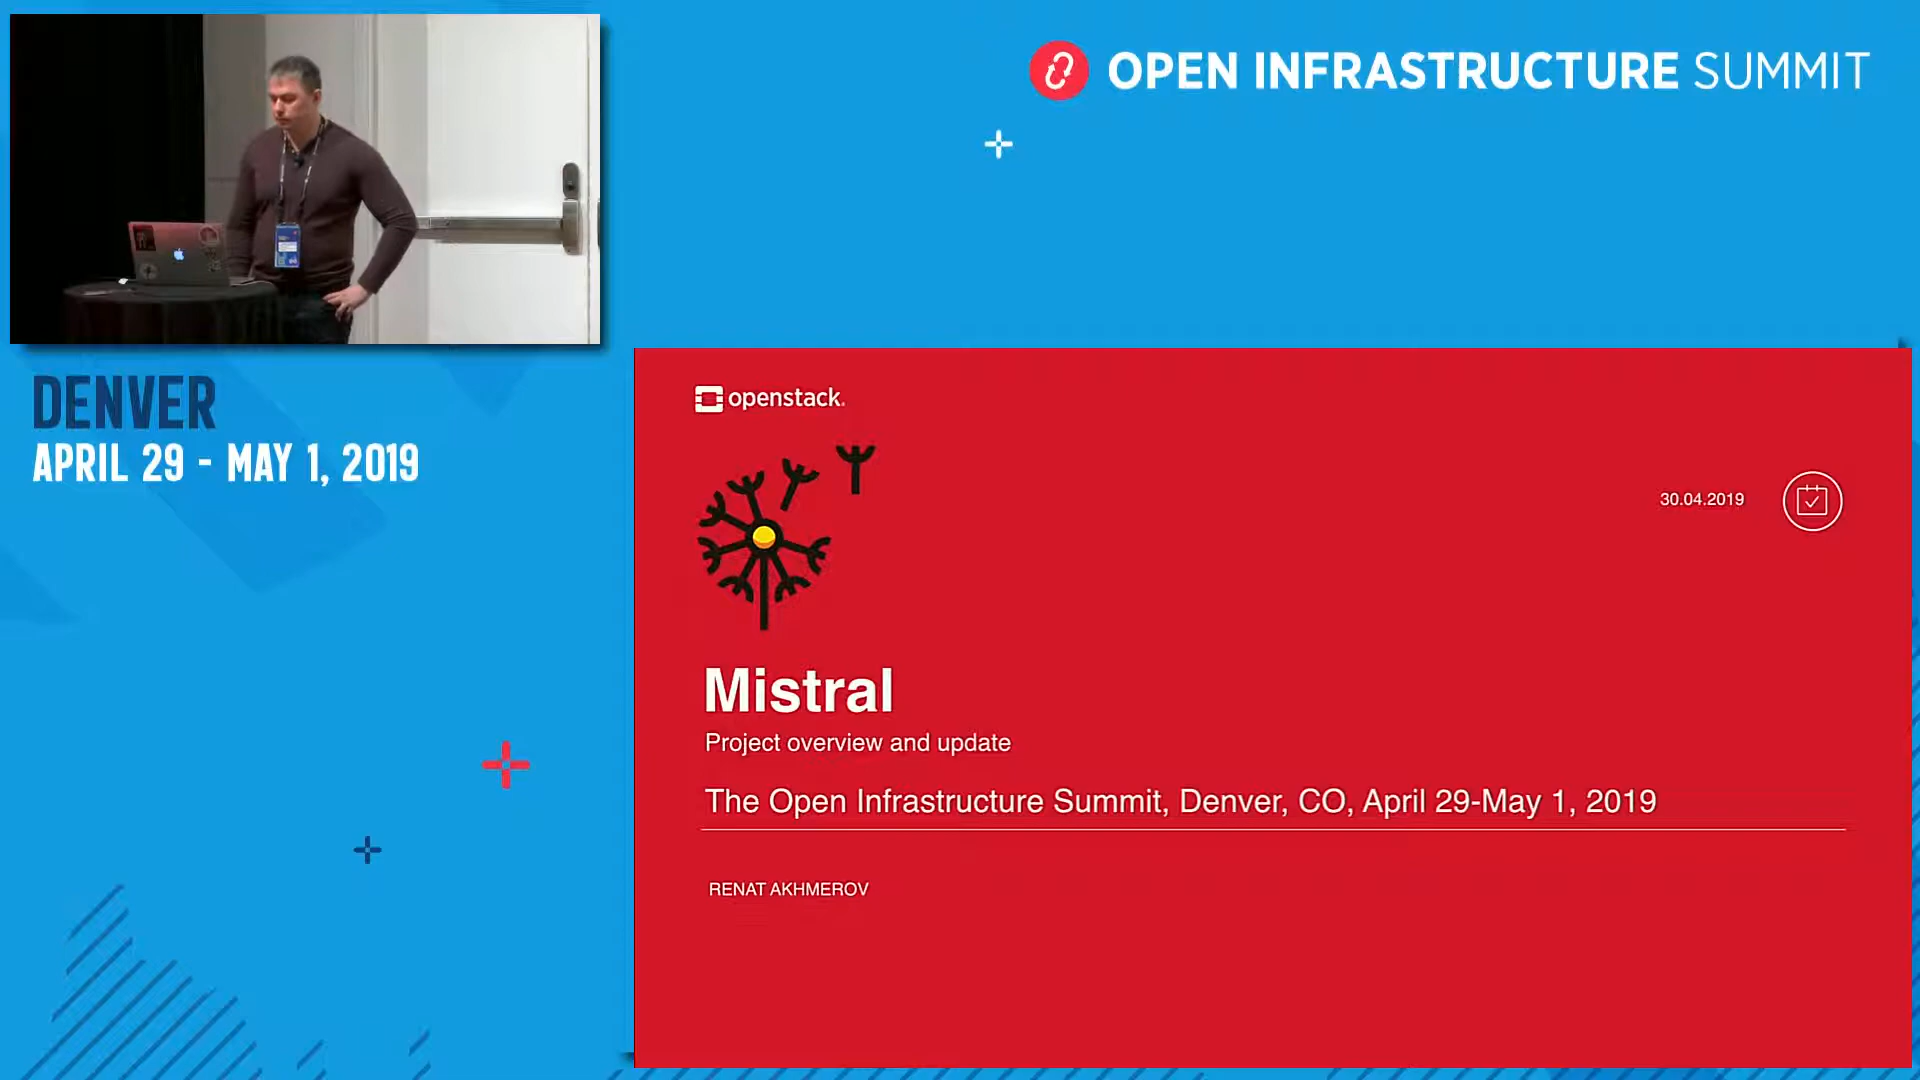 OPEN INFRASTRUCTURE SUMMIT
DENVER
APRIL 29 - MAY 1, 2019
openstack.
30.04.2019
Mistral
Project overview and update
The Open Infrastructure Summit, Denver, CO, April 29-May 1, 2019
RENAT AKHMEROV